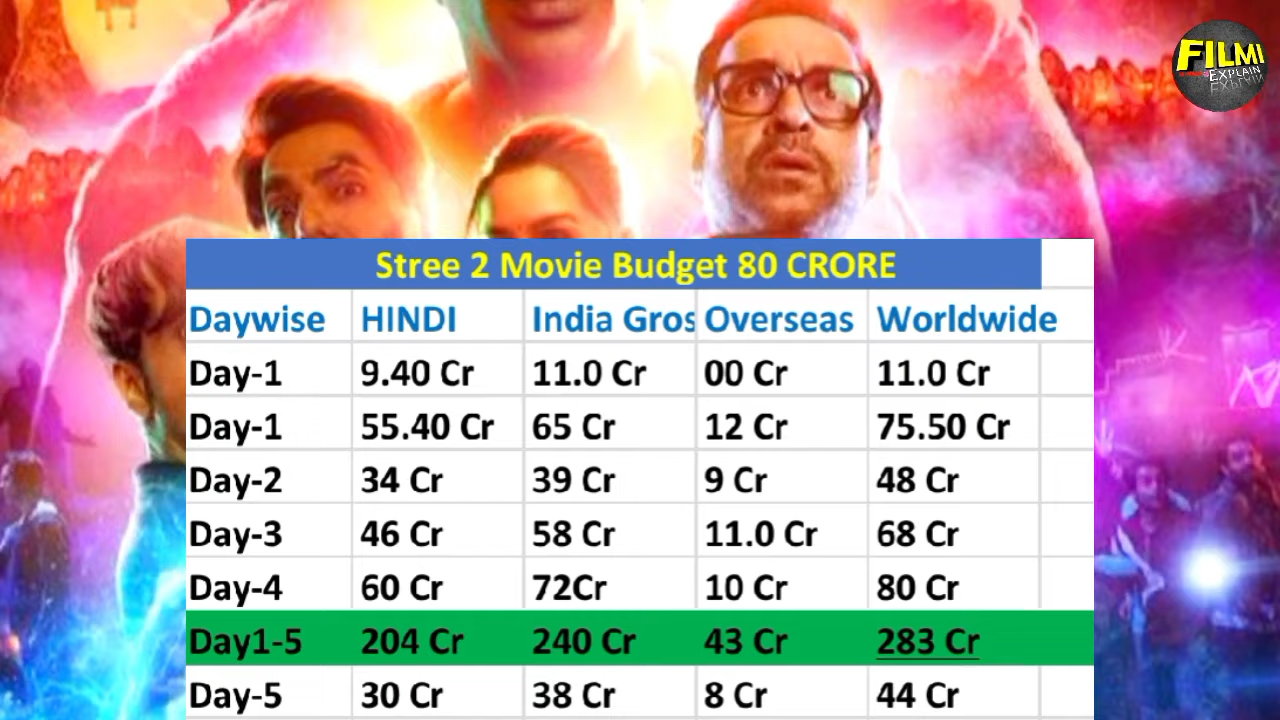 FILMI
EXPLAIN
Stree 2 Movie Budget 80 CRORE
Daywise HINDI India Gros Overseas Worldwide
Day-1 9.40 Cr 11.0 Cr 00 Cr 11.0 Cr
Day-1 55.40 Cr 65 Cr 12 Cr 75.50 Cr
Day-2 34 Cr 39 Cr 9 Cr 48 Cr
Day-3 46 Cr 58 Cr 11.0 Cr 68 Cr
Day-4 60 Cr 72Cr 10 Cr 80 Cr
Day1-5 204 Cr 240 Cr 43 Cr 283 Cr
Day-5 30 Cr 38 Cr 8 Cr 44 Cr